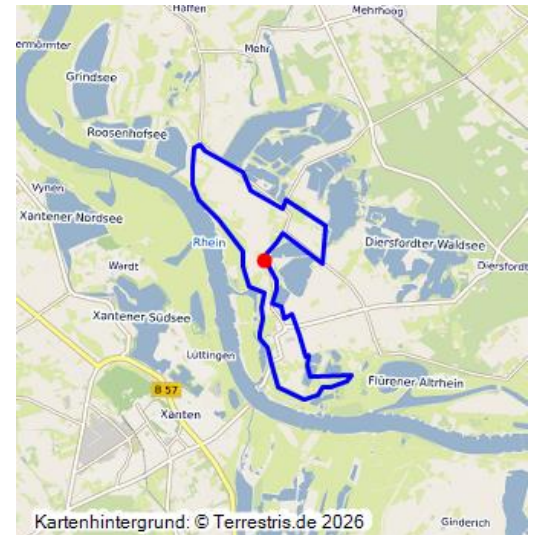 Haffen
Mehrhoog
Mehr
Grindsee
Roosenhofsee
Vynen
Xantener Nordsee
Rhein
Diersfordter Waldsee
Wardt
Xantener Südsee
Lüttingen
B 57
Flürener Altrhein
Xanten
Kartenhintergrund: © Terrestris.de 2026
Ginderich